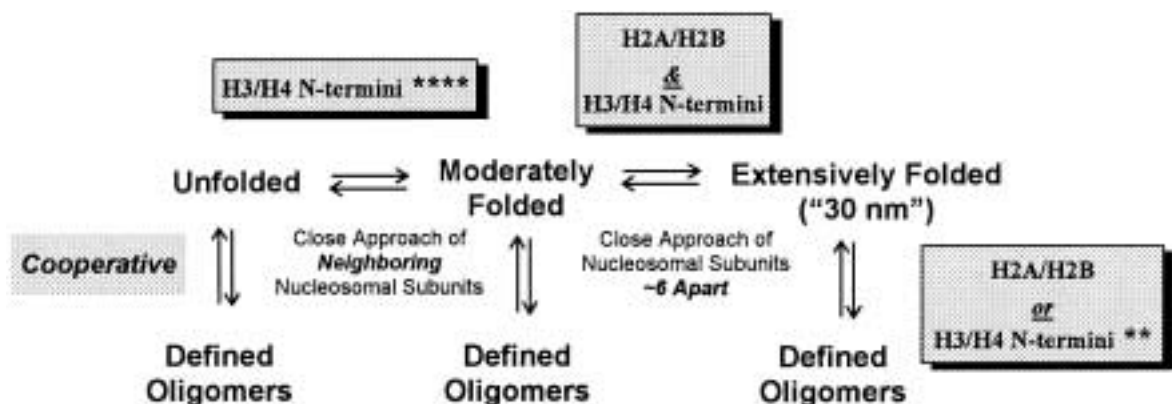 H2A/H2B
&
H3/H4 N-termini
H3/H4 N-termini ****
Unfolded
Moderately
Folded
Extensively Folded
("30 nm")
Cooperative
Close Approach of
Neighboring
Nucleosomal Subunits
Close Approach of
Nucleosomal Subunits
~6 Apart
H2A/H2B
or
H3/H4 N-termini **
Defined
Oligomers
Defined
Oligomers
Defined
Oligomers